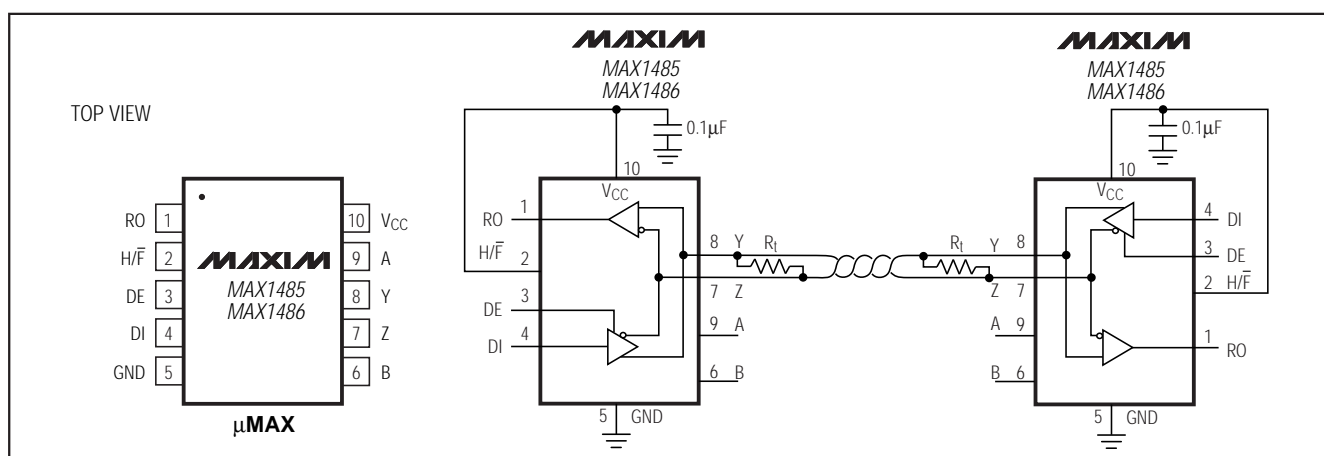 TOP VIEW
RO 1
H/F̅ 2
DE 3
DI 4
GND 5
10 VCC
9 A
8 Y
7 Z
6 B
MAXIM
MAX1485
MAX1486
µMAX
MAXIM
MAX1485
MAX1486
0.1µF
10
VCC
RO 1
H/F̅ 2
DE 3
DI 4
8 Y
7 Z
9 A
6 B
5 GND
Rt
Rt
MAXIM
MAX1485
MAX1486
0.1µF
10
VCC
Y 8
Z 7
A 9
B 6
4 DI
3 DE
2 H/F̅
1 RO
5 GND